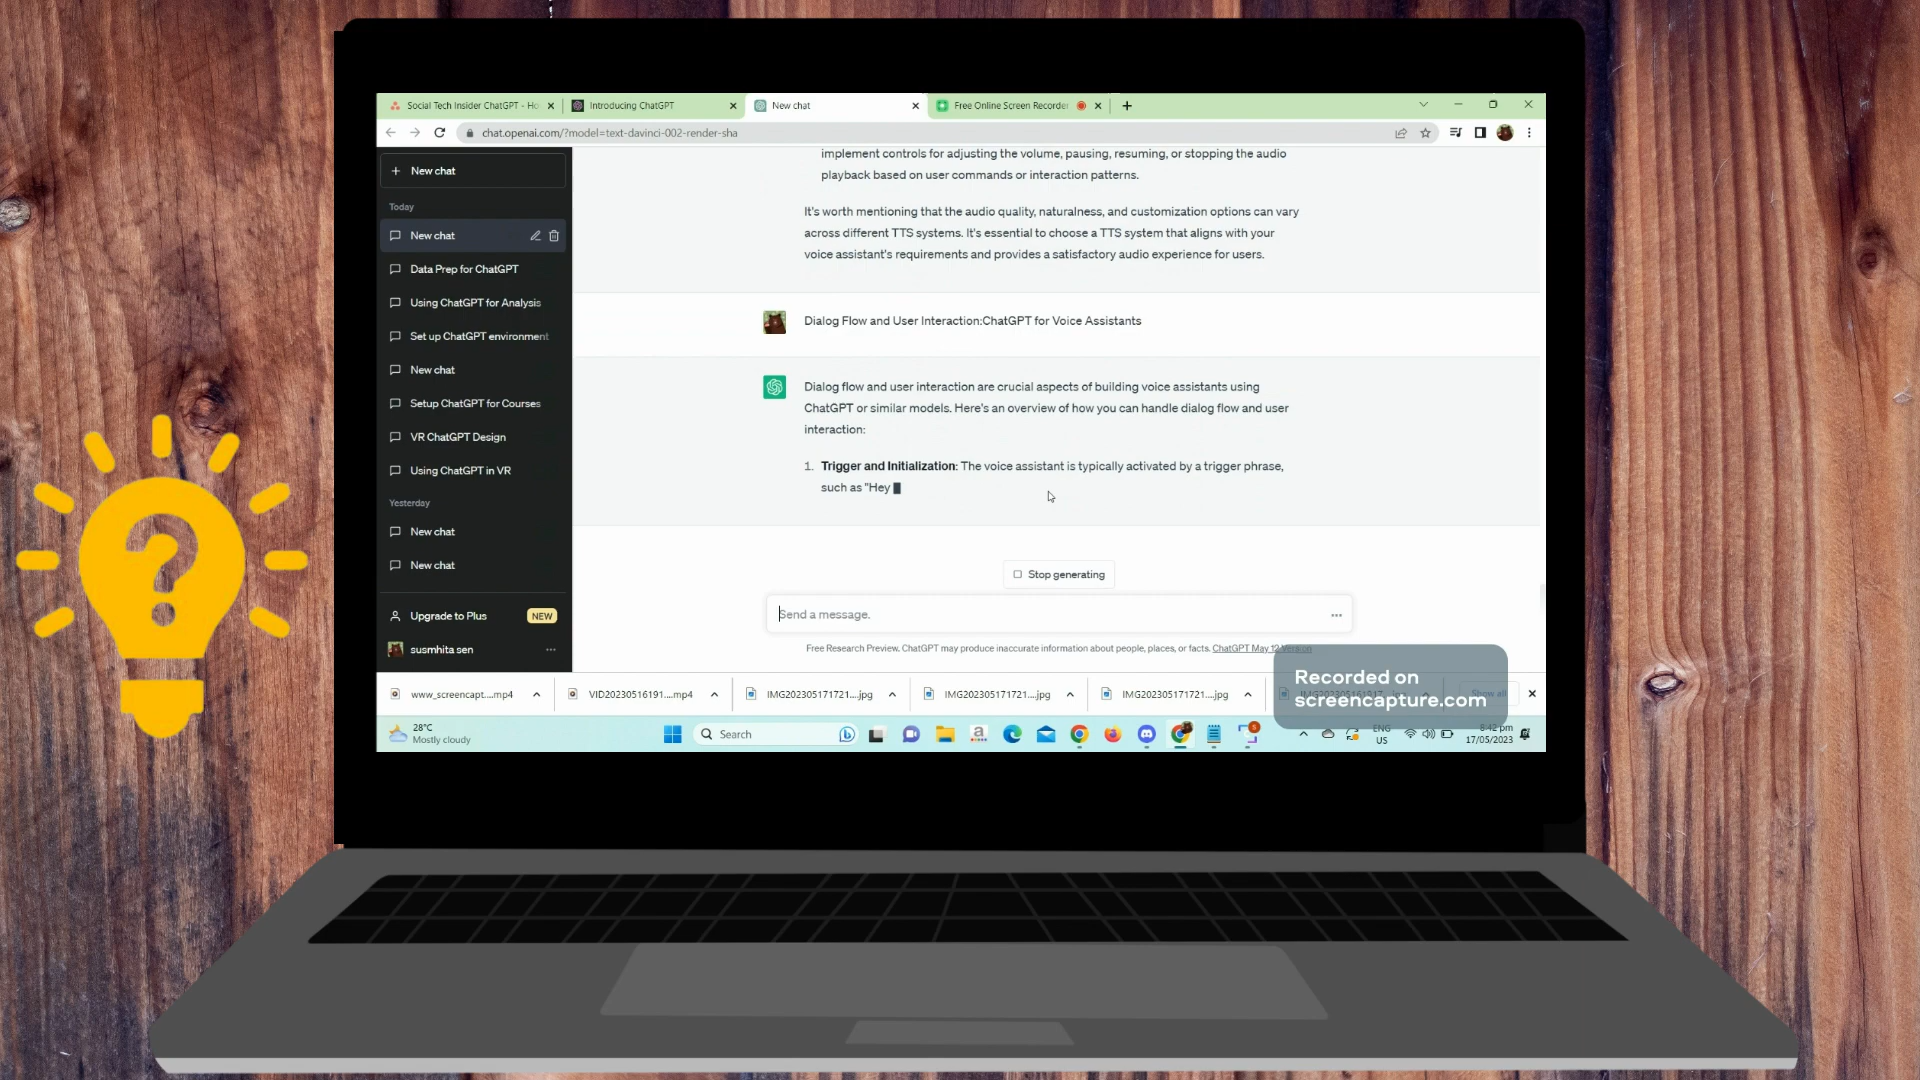 Social Tech Insider ChatGPT - Ho
Introducing ChatGPT
New chat
Free Online Screen Recorder
chat.openai.com/?model=text-davinci-002-render-sha
+ New chat
Today
New chat
Data Prep for ChatGPT
Using ChatGPT for Analysis
Set up ChatGPT environment
New chat
Setup ChatGPT for Courses
VR ChatGPT Design
Using ChatGPT in VR
Yesterday
New chat
New chat
Upgrade to Plus NEW
susmhita sen
implement controls for adjusting the volume, pausing, resuming, or stopping the audio
playback based on user commands or interaction patterns.
It's worth mentioning that the audio quality, naturalness, and customization options can vary
across different TTS systems. It's essential to choose a TTS system that aligns with your
voice assistant's requirements and provides a satisfactory audio experience for users.
Dialog Flow and User Interaction:ChatGPT for Voice Assistants
Dialog flow and user interaction are crucial aspects of building voice assistants using
ChatGPT or similar models. Here's an overview of how you can handle dialog flow and user
interaction:
1. Trigger and Initialization: The voice assistant is typically activated by a trigger phrase,
such as "Hey
Stop generating
Send a message.
Free Research Preview. ChatGPT may produce inaccurate information about people, places, or facts. ChatGPT May 12 Version
Recorded on
screencapture.com
www_screencapt....mp4
VID20230516191....mp4
IMG202305171721....jpg
IMG202305171721....jpg
IMG202305171721....jpg
Show all
28°C
Mostly cloudy
Search
ENG
US
6:42 pm
17/05/2023
?